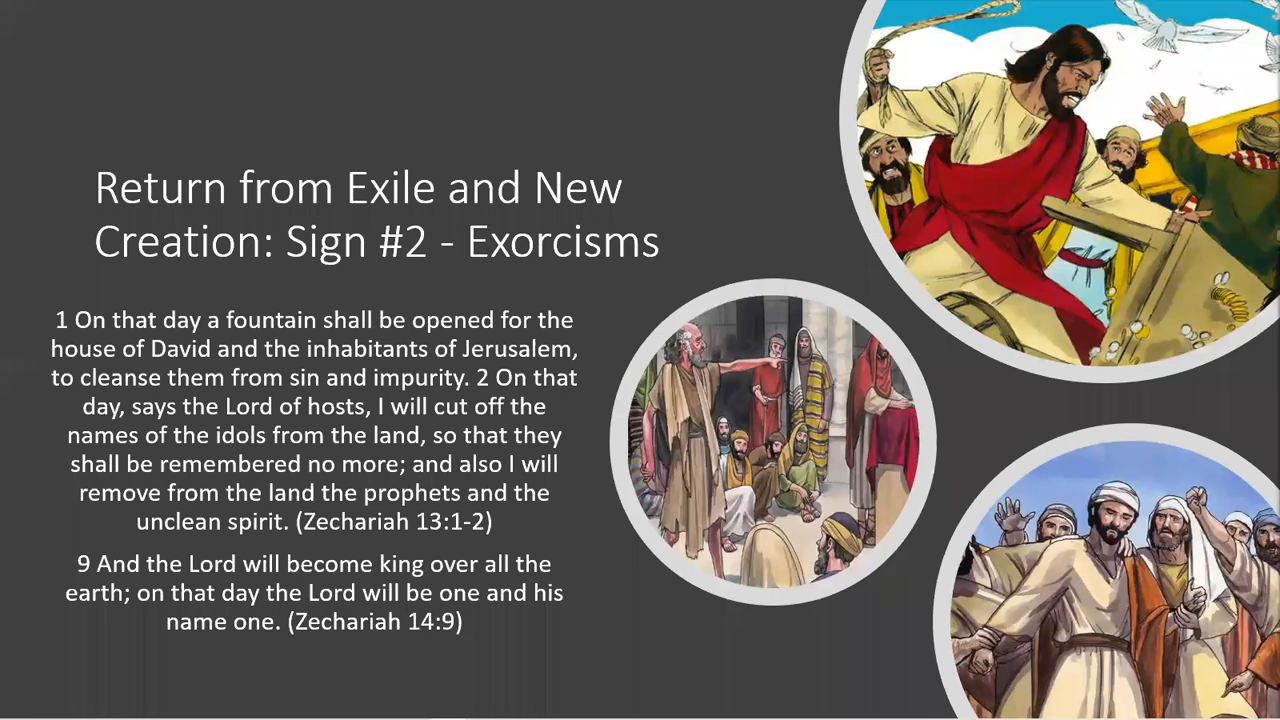 Return from Exile and New
Creation: Sign #2 - Exorcisms
1 On that day a fountain shall be opened for the
house of David and the inhabitants of Jerusalem,
to cleanse them from sin and impurity. 2 On that
day, says the Lord of hosts, I will cut off the
names of the idols from the land, so that they
shall be remembered no more; and also I will
remove from the land the prophets and the
unclean spirit. (Zechariah 13:1-2)
9 And the Lord will become king over all the
earth; on that day the Lord will be one and his
name one. (Zechariah 14:9)